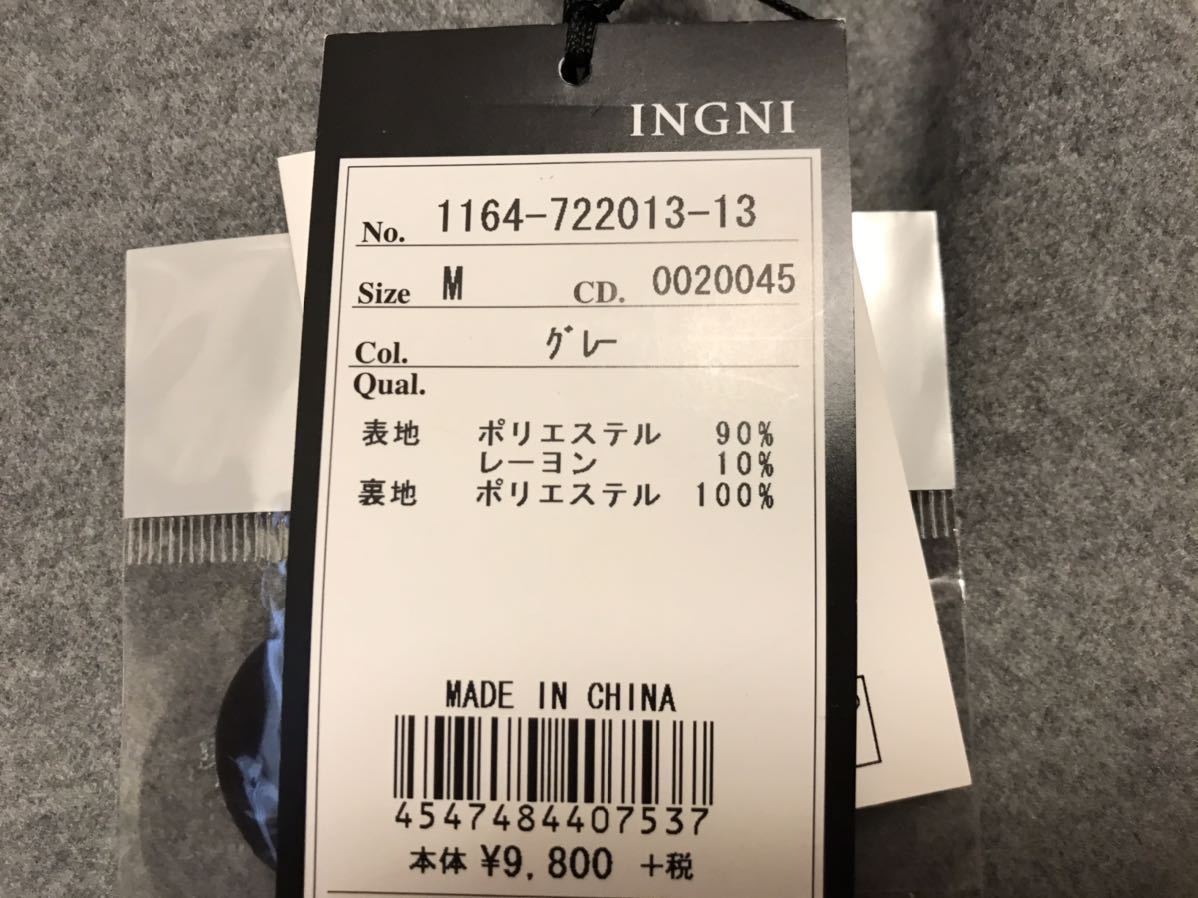 INGNI
No. 1164-722013-13
Size M CD. 0020045
Col. ｸﾞﾚｰ
Qual.
表地 ポリエステル 90%
レーヨン 10%
裏地 ポリエステル 100%
MADE IN CHINA
4547484407537
本体 ¥9,800 +税